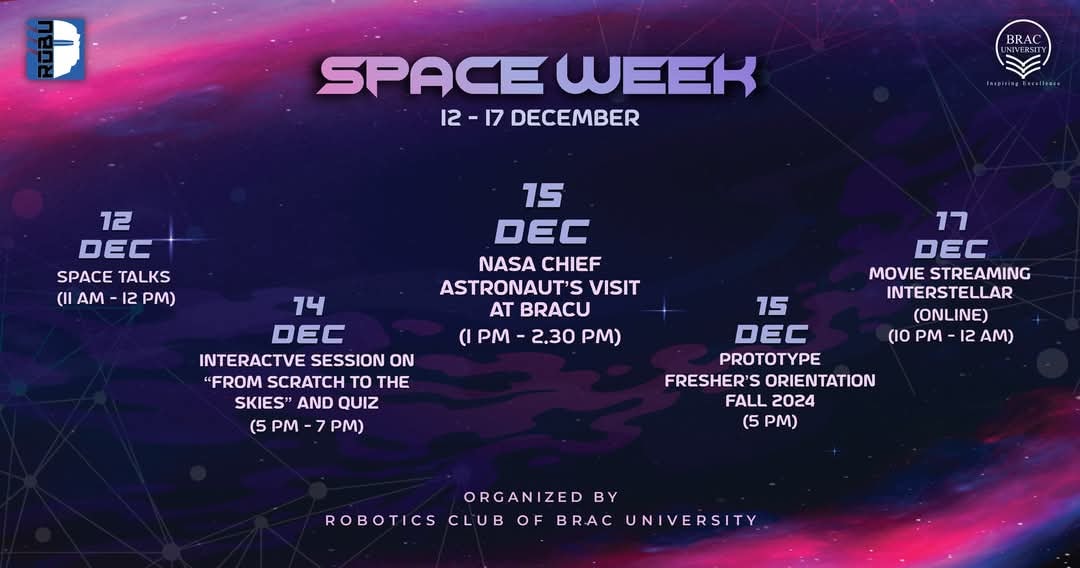 ROBU
BRAC
UNIVERSITY
Inspiring Excellence
SPACE WEEK
12 - 17 DECEMBER
12
DEC
SPACE TALKS
(11 AM - 12 PM)
14
DEC
INTERACTVE SESSION ON
“FROM SCRATCH TO THE
SKIES” AND QUIZ
(5 PM - 7 PM)
15
DEC
NASA CHIEF
ASTRONAUT'S VISIT
AT BRACU
(1 PM - 2.30 PM)
15
DEC
PROTOTYPE
FRESHER'S ORIENTATION
FALL 2024
(5 PM)
17
DEC
MOVIE STREAMING
INTERSTELLAR
(ONLINE)
(10 PM - 12 AM)
ORGANIZED BY
ROBOTICS CLUB OF BRAC UNIVERSITY